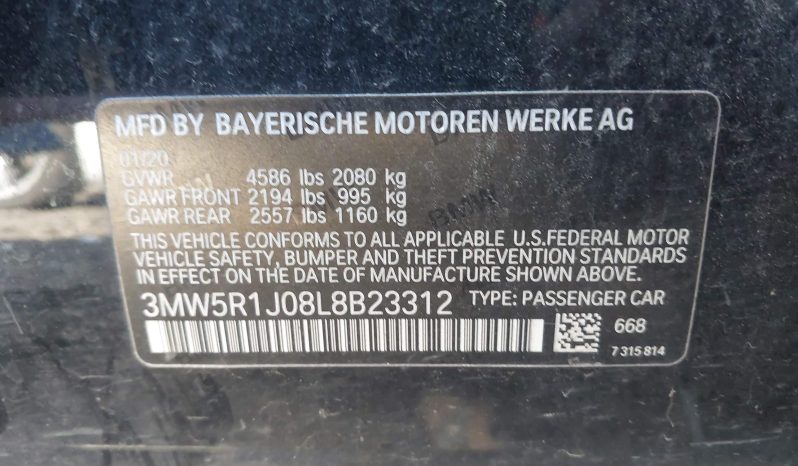 MFD BY BAYERISCHE MOTOREN WERKE AG
01/20
GVWR 4586 lbs 2080 kg
GAWR FRONT 2194 lbs 995 kg
GAWR REAR 2557 lbs 1160 kg
THIS VEHICLE CONFORMS TO ALL APPLICABLE U.S.FEDERAL MOTOR
VEHICLE SAFETY, BUMPER AND THEFT PREVENTION STANDARDS
IN EFFECT ON THE DATE OF MANUFACTURE SHOWN ABOVE.
3MW5R1J08L8B23312 TYPE: PASSENGER CAR
668
7 315 814